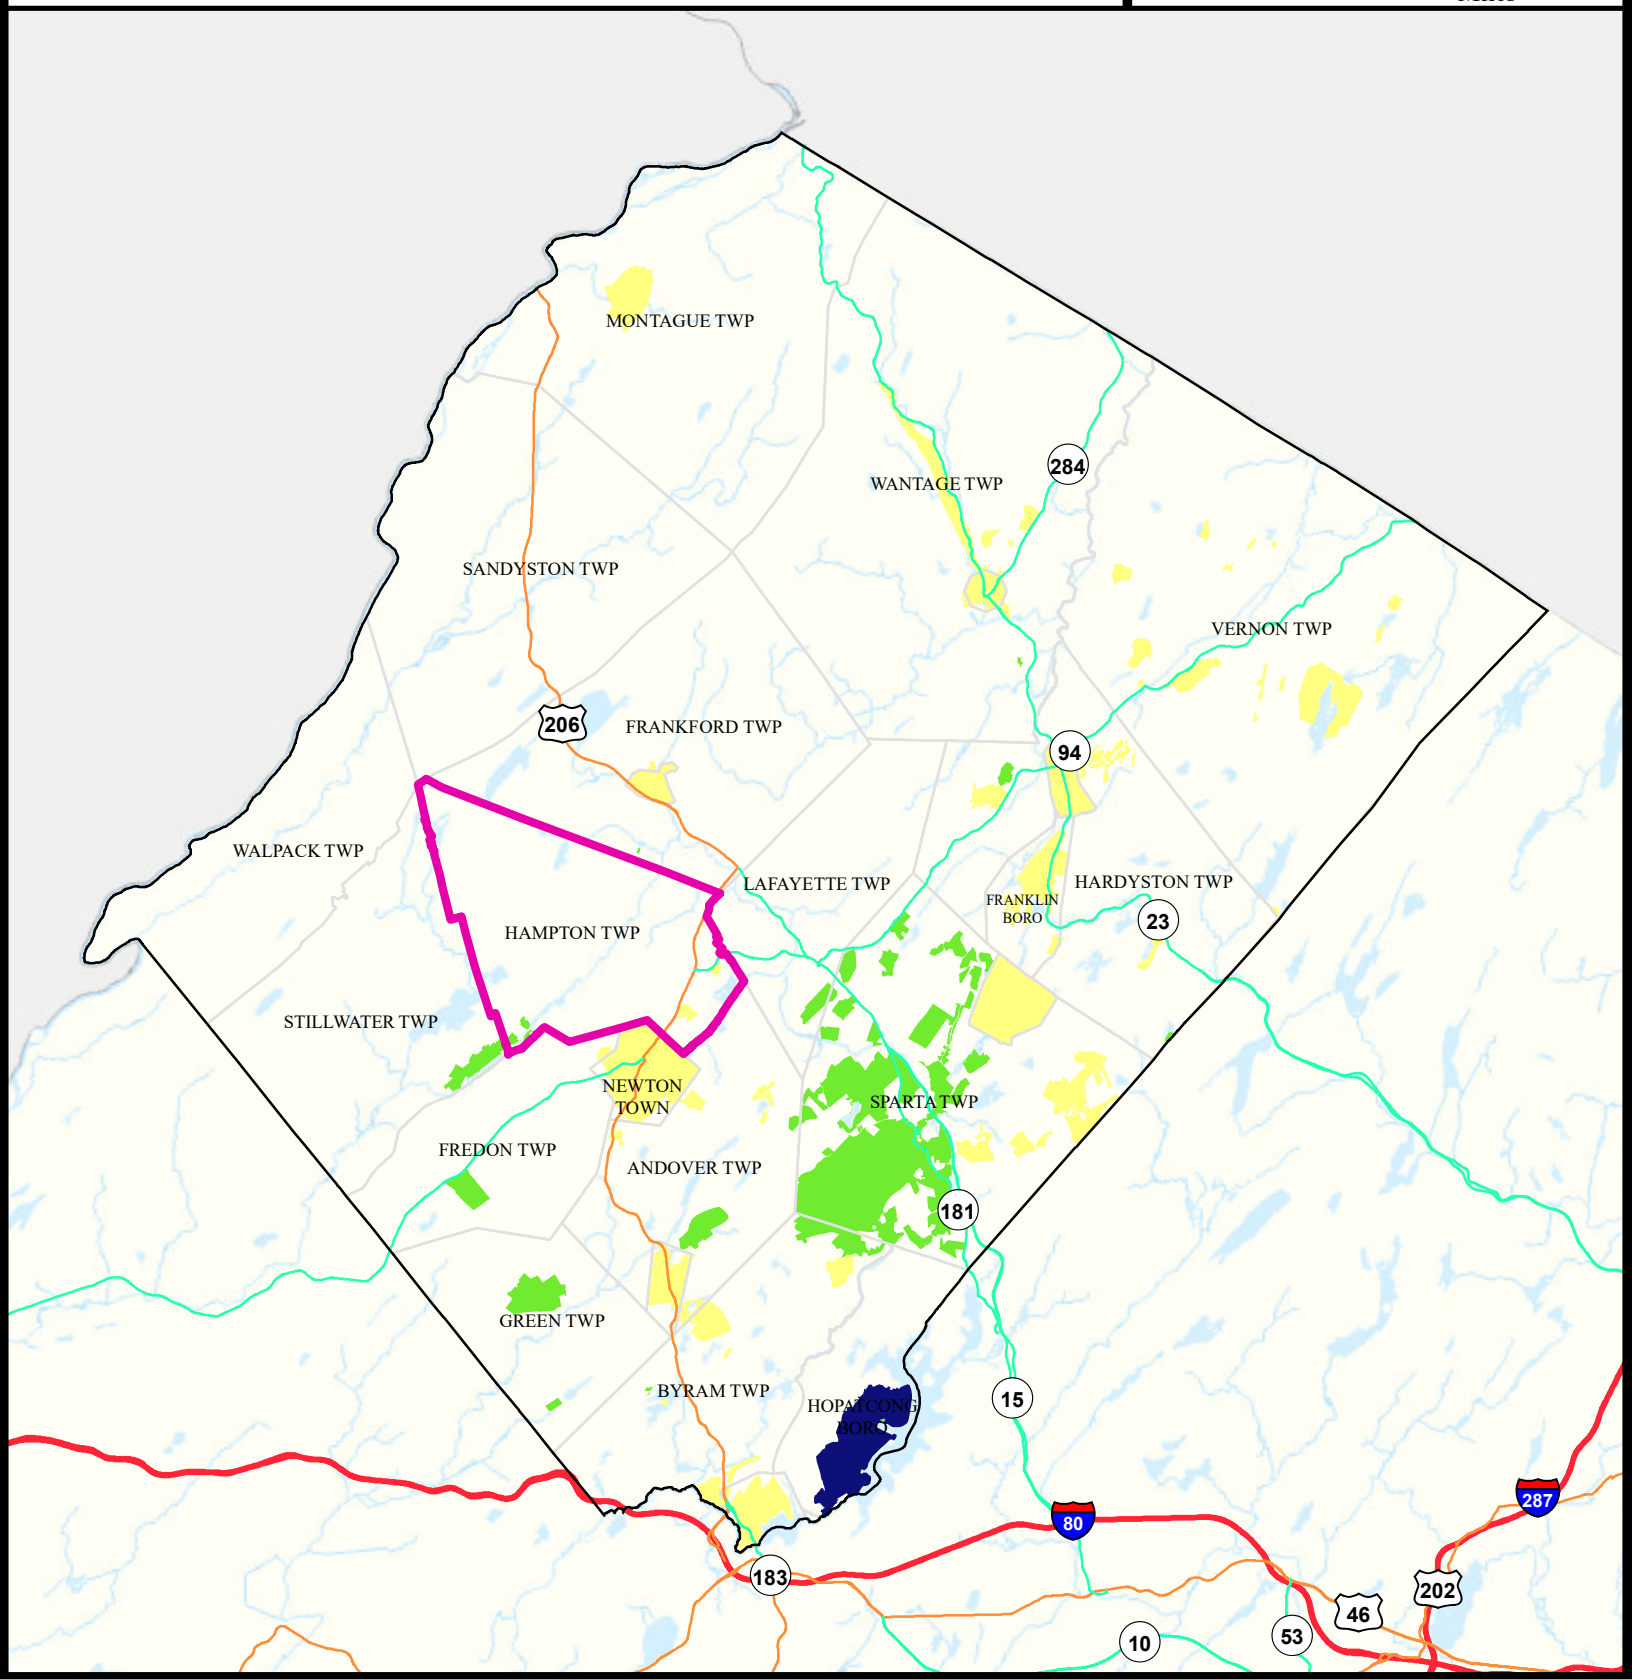 MONTAGUE TWP
284
WANTAGE TWP
SANDYSTON TWP
VERNON TWP
206
FRANKFORD TWP
94
WALPACK TWP
LAFAYETTE TWP
HARDYSTON TWP
FRANKLIN
BORO
23
HAMPTON TWP
STILLWATER TWP
NEWTON
TOWN
SPARTA TWP
FREDON TWP
ANDOVER TWP
181
GREEN TWP
BYRAM TWP
HOPATCONG
BORO
15
287
80
183
202
46
53
10